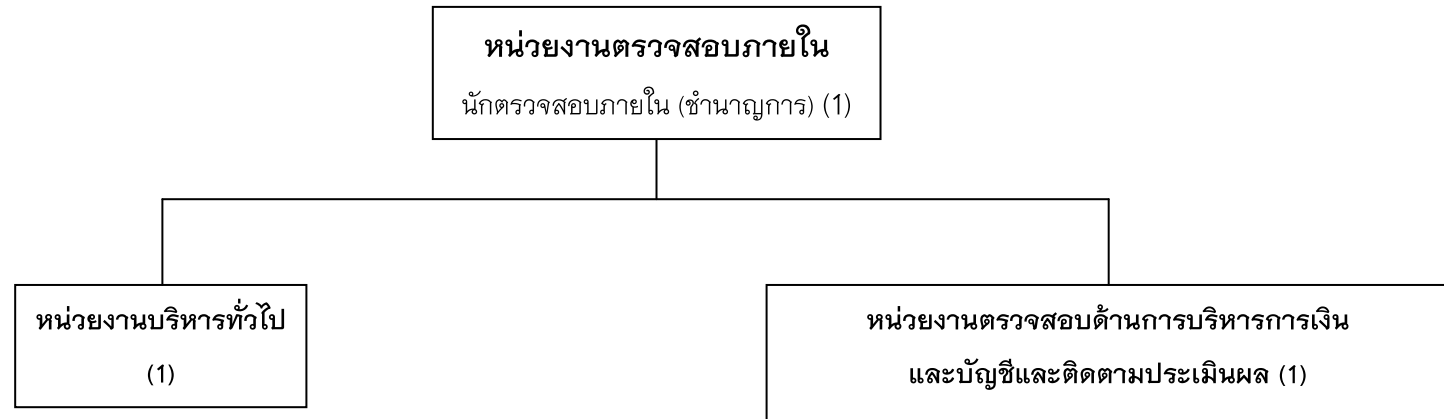 หน่วยงานตรวจสอบภายใน
นักตรวจสอบภายใน (ชำนาญการ) (1)
หน่วยงานบริหารทั่วไป
(1)
หน่วยงานตรวจสอบด้านการบริหารการเงิน
และบัญชีและติดตามประเมินผล (1)